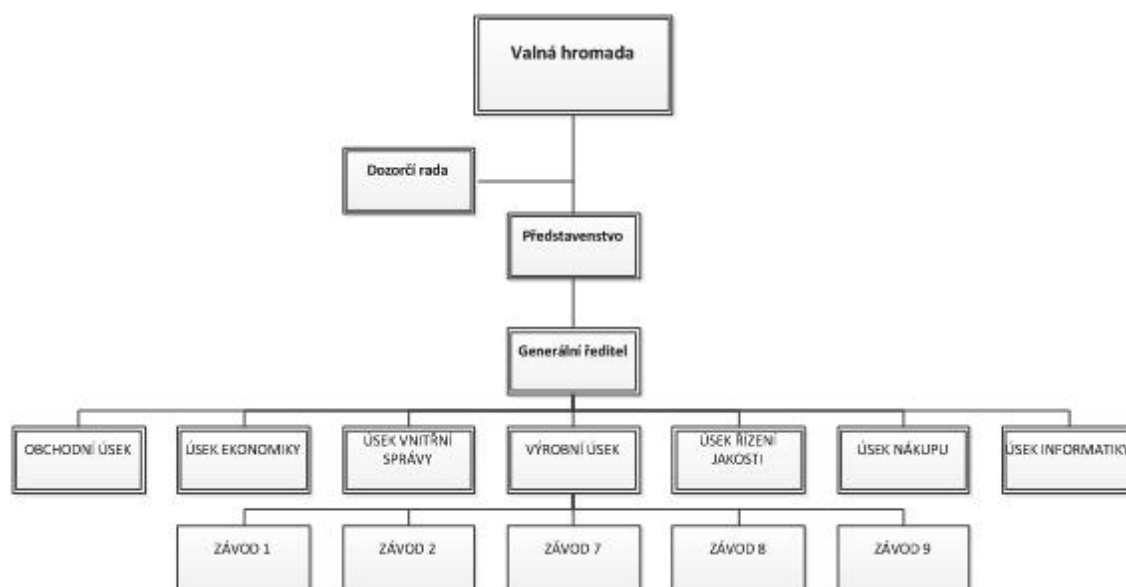 Valná hromada
Dozorčí rada
Představenstvo
Generální ředitel
OBCHODNÍ ÚSEK
ÚSEK EKONOMIKY
ÚSEK VNITŘNÍ
SPRÁVY
VÝROBNÍ ÚSEK
ÚSEK ŘÍZENÍ
JAKOSTI
ÚSEK NÁKUPU
ÚSEK INFORMATIKY
ZÁVOD 1
ZÁVOD 2
ZÁVOD 7
ZÁVOD 8
ZÁVOD 9